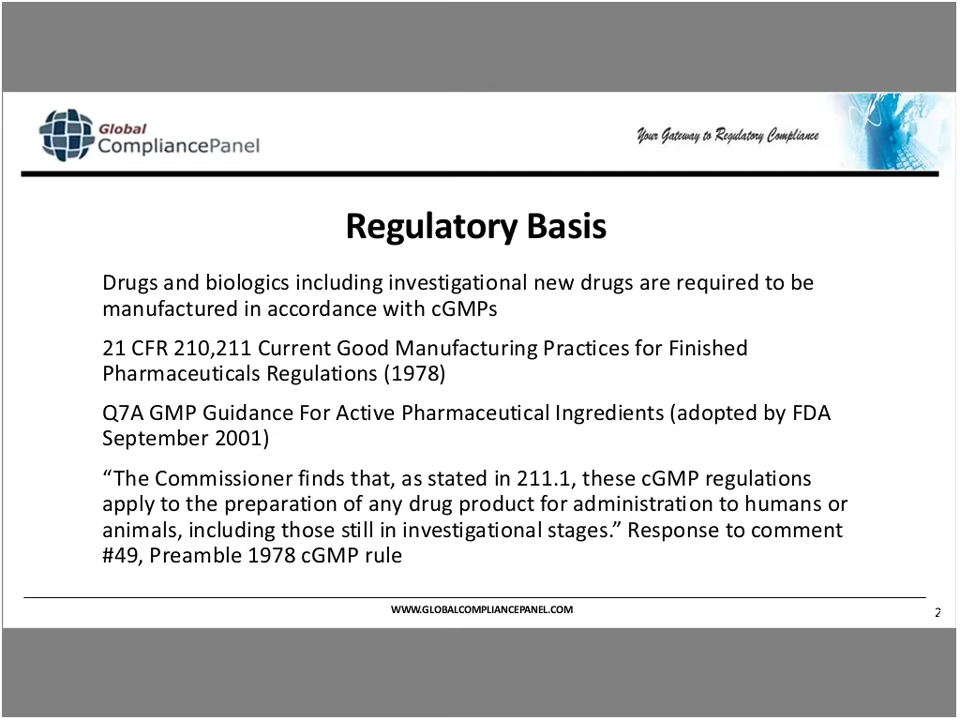 Global
CompliancePanel
Your Gateway to Regulatory Compliance
Regulatory Basis
Drugs and biologics including investigational new drugs are required to be
manufactured in accordance with cGMPs
21 CFR 210,211 Current Good Manufacturing Practices for Finished
Pharmaceuticals Regulations (1978)
Q7A GMP Guidance For Active Pharmaceutical Ingredients (adopted by FDA
September 2001)
“The Commissioner finds that, as stated in 211.1, these cGMP regulations
apply to the preparation of any drug product for administration to humans or
animals, including those still in investigational stages.” Response to comment
#49, Preamble 1978 cGMP rule
WWW.GLOBALCOMPLIANCEPANEL.COM
2